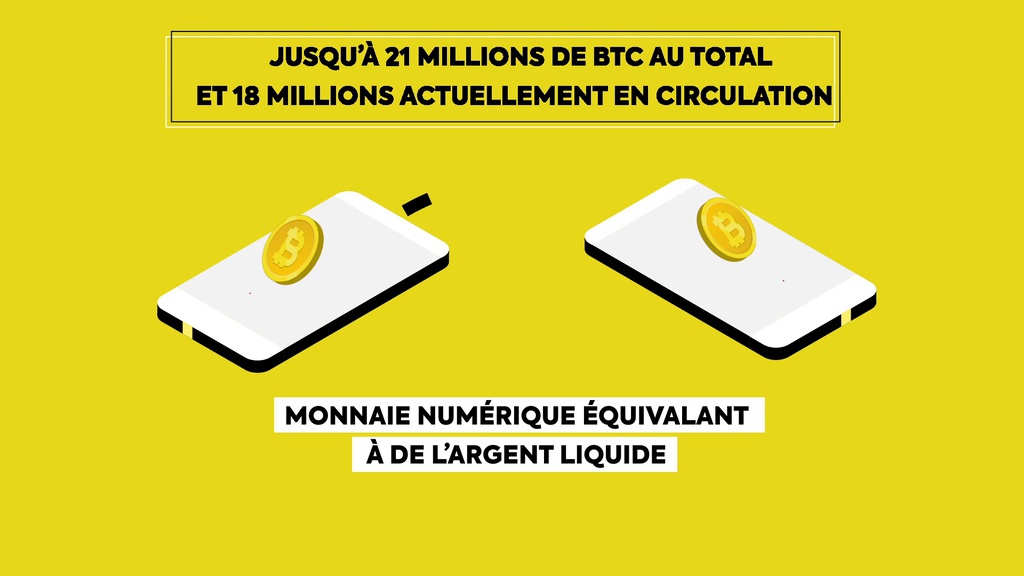 JUSQU'À 21 MILLIONS DE BTC AU TOTAL
ET 18 MILLIONS ACTUELLEMENT EN CIRCULATION
MONNAIE NUMÉRIQUE ÉQUIVALANT
À DE L'ARGENT LIQUIDE